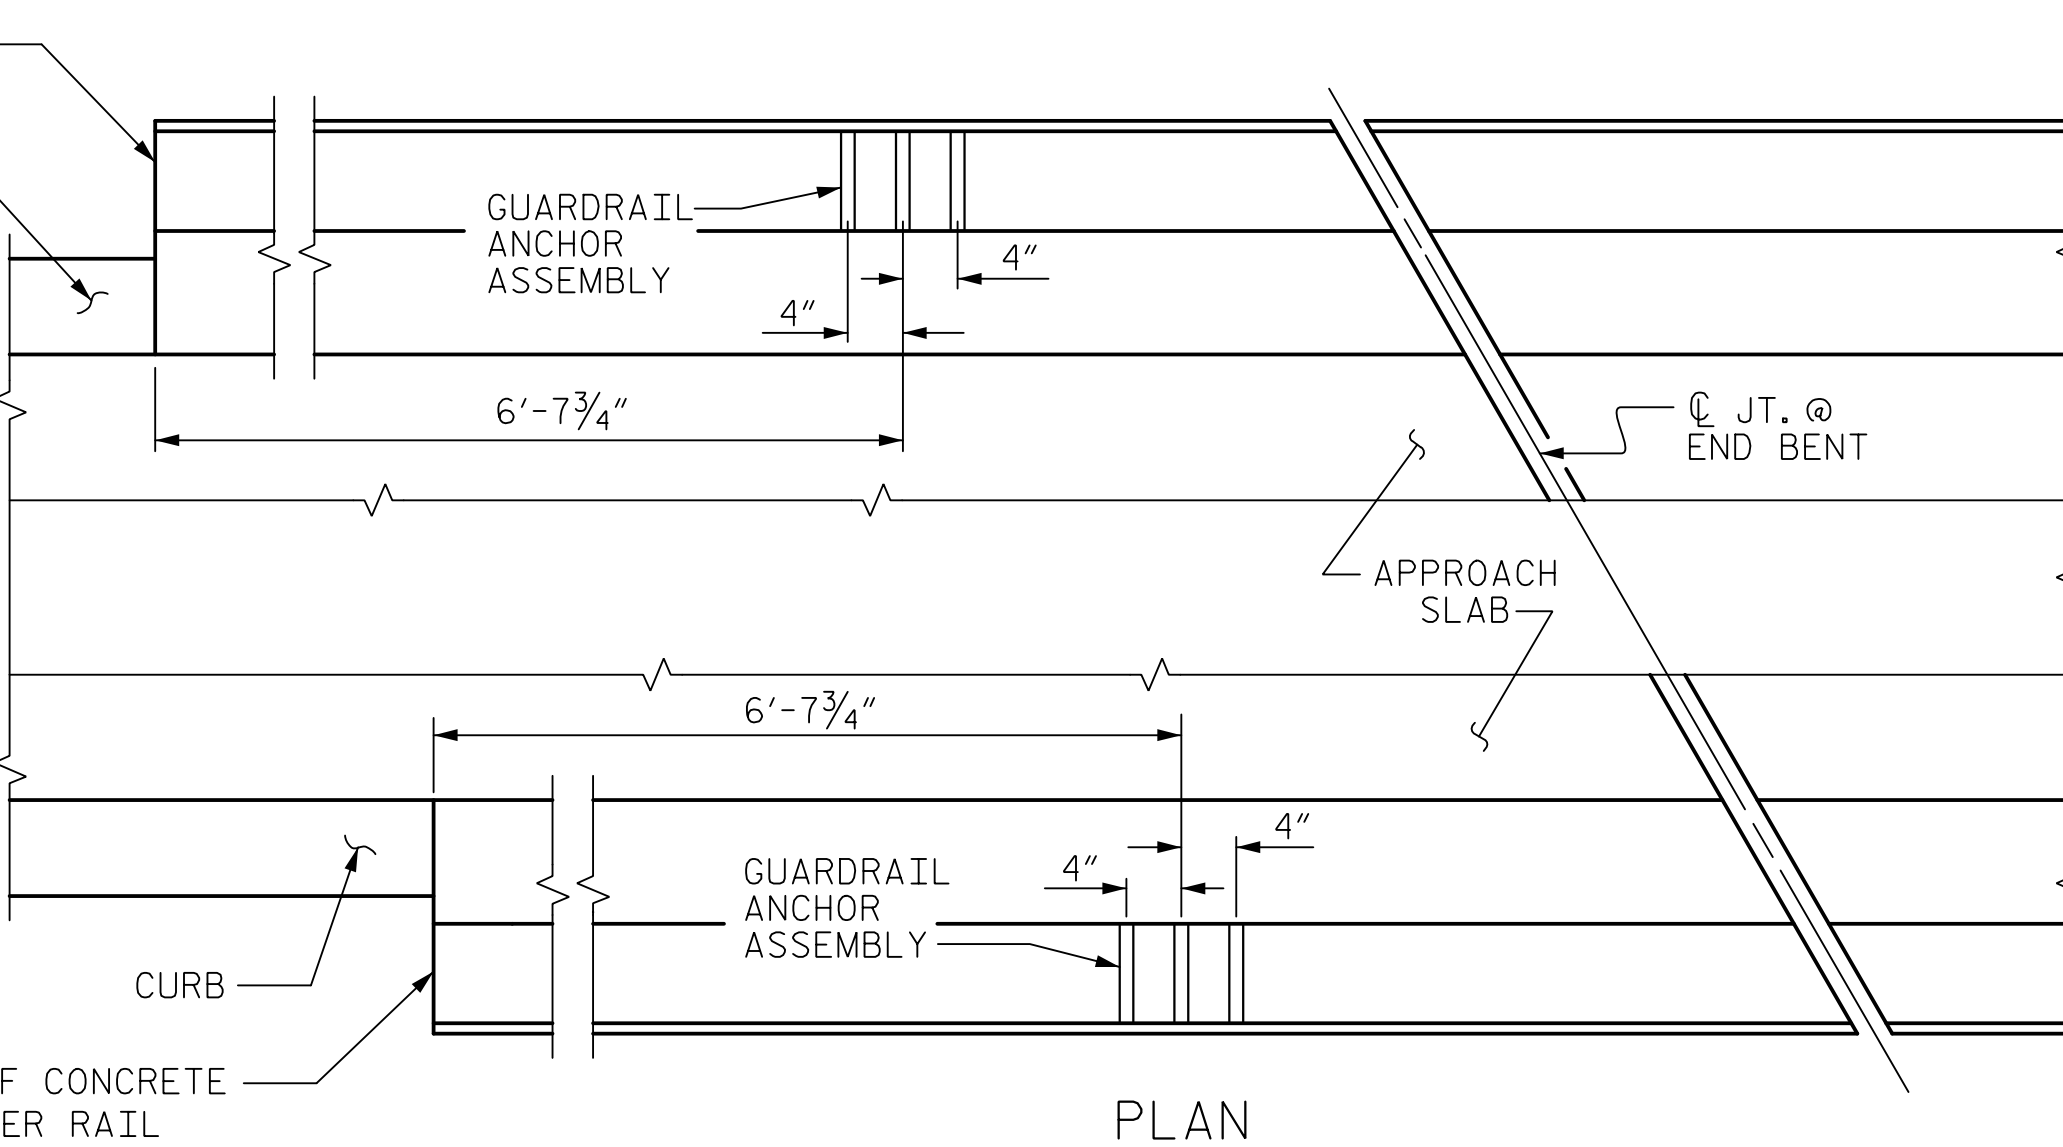 GUARDRAIL
ANCHOR
ASSEMBLY
4"
4"
6'-7¾"
℄ JT. @
END BENT
APPROACH
SLAB
6'-7¾"
4"
4"
GUARDRAIL
ANCHOR
ASSEMBLY
CURB
F CONCRETE
ER RAIL
PLAN